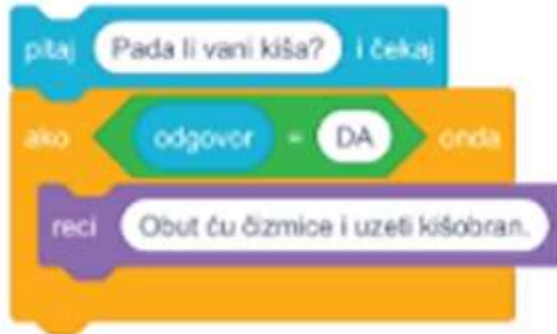 pitaj Pada li vani kiša? i čekaj
ako odgovor = DA onda
reci Obut ću čizmice i uzeti kišobran.